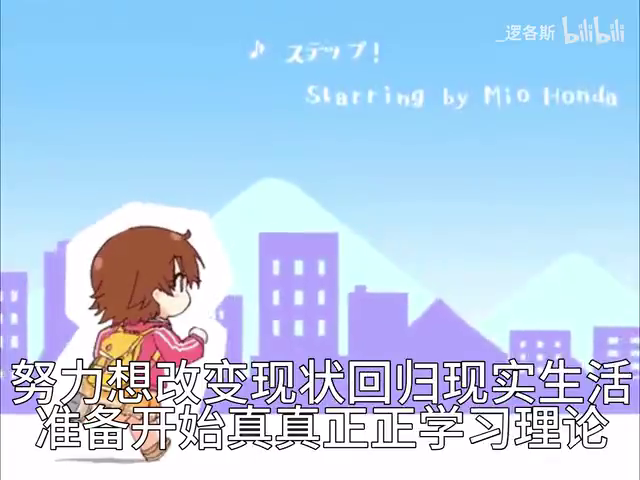 _逻各斯 bilibili
♪ ステップ!
Starring by Mio Honda
努力想改变现状回归现实生活
准备开始真真正正学习理论